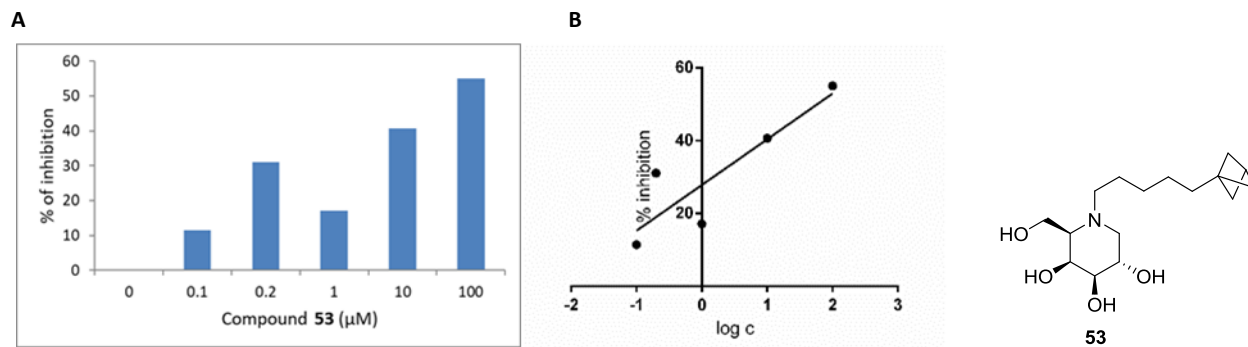 A
% of inhibition
60
50
40
30
20
10
0
0 0.1 0.2 1 10 100
Compound 53 (µM)
B
% inhibition
60
40
20
-2 -1 0 1 2 3
log c
N
HO
HO
OH
OH
53